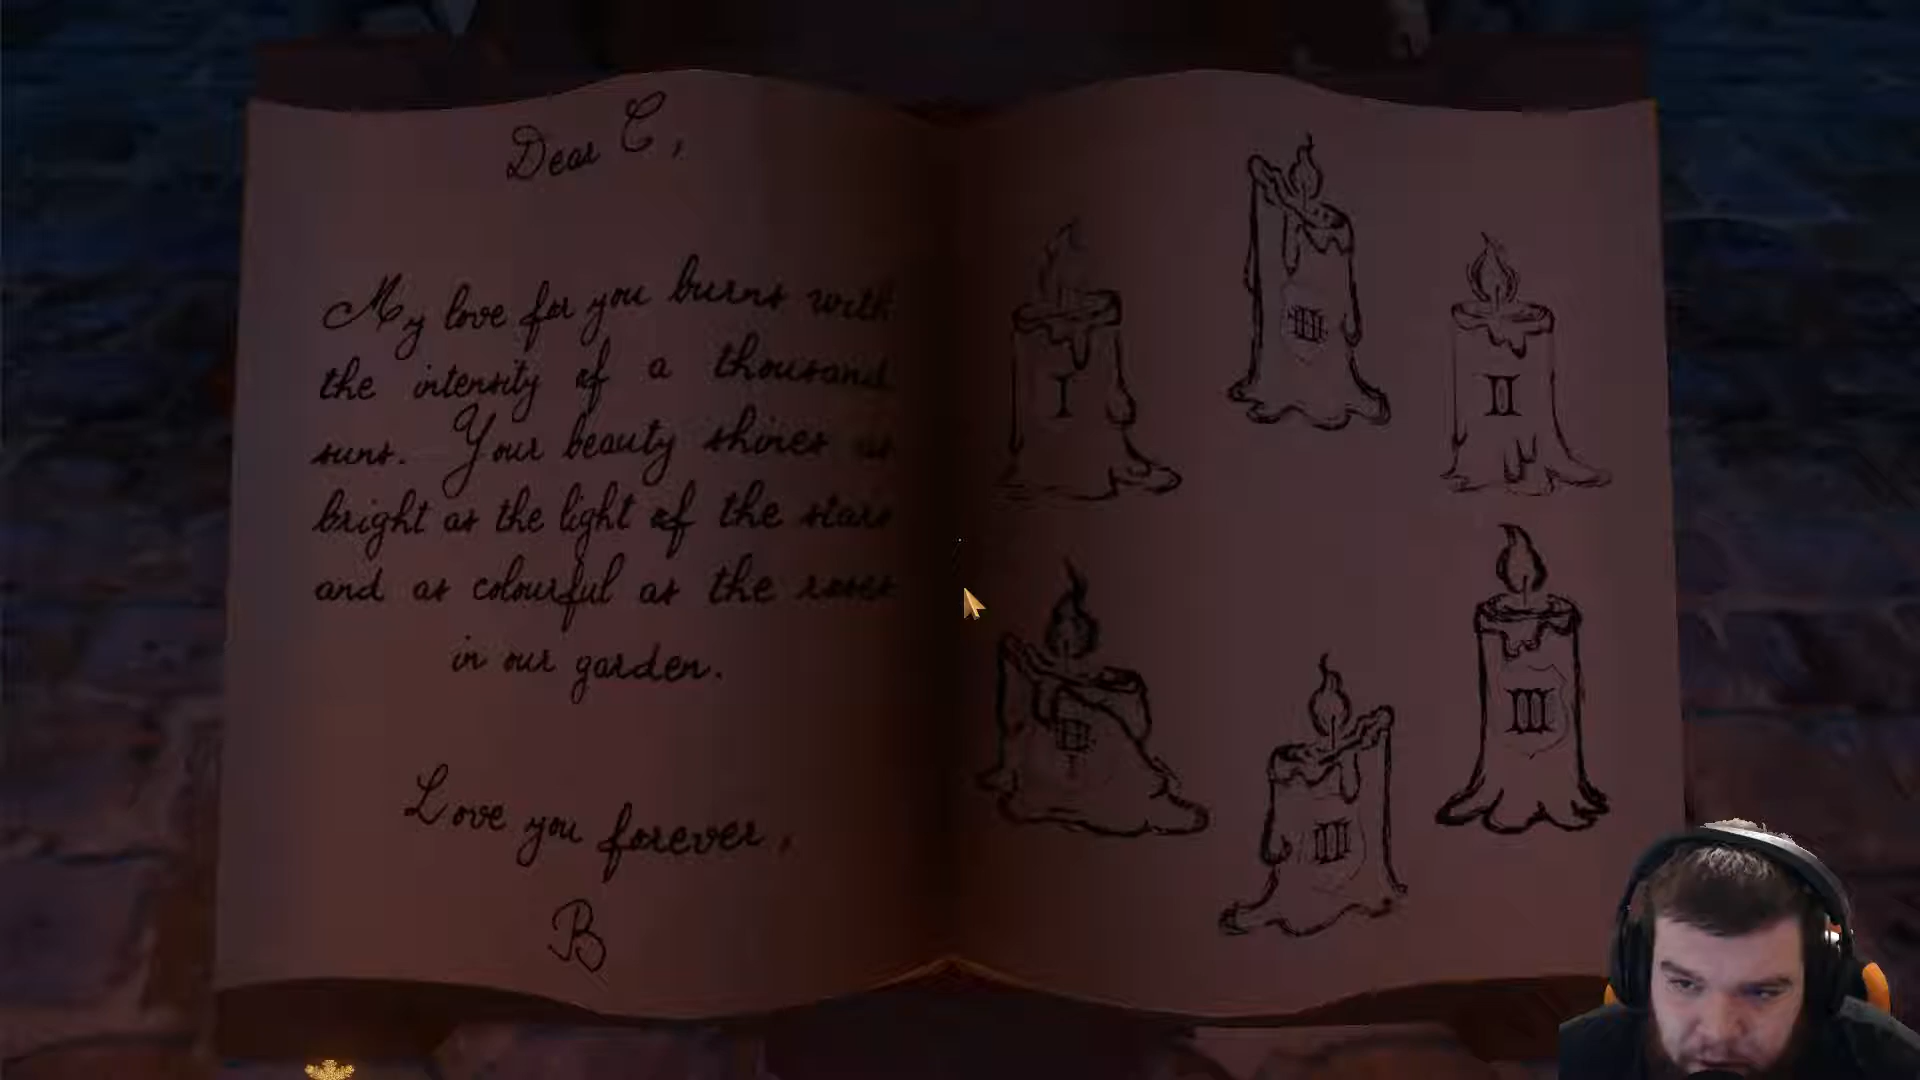 Dear C,
My love for you burns with
the intensity of a thousand
suns. Your beauty shines as
bright as the light of the stars
and as colourful as the roses
in our garden.
Love you forever,
B
I
II
III
III